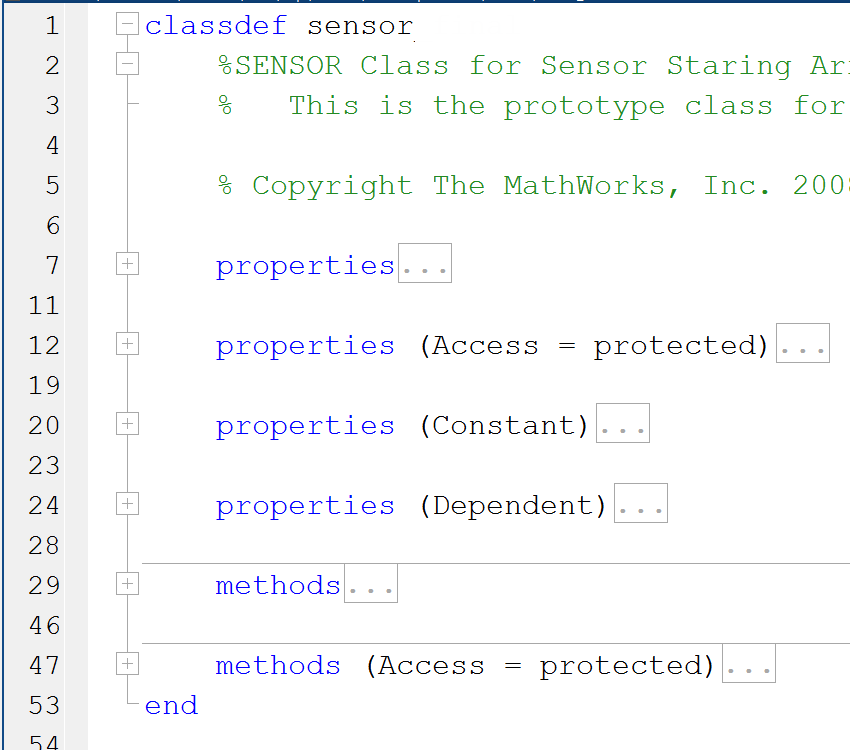 1 classdef sensor
2 %SENSOR Class for Sensor Staring
3 % This is the prototype class for
4
5 % Copyright The MathWorks, Inc.
6
7 properties...
11
12 properties (Access = protected)...
19
20 properties (Constant)...
23
24 properties (Dependent)...
28
29 methods...
46
47 methods (Access = protected)...
53 end
54